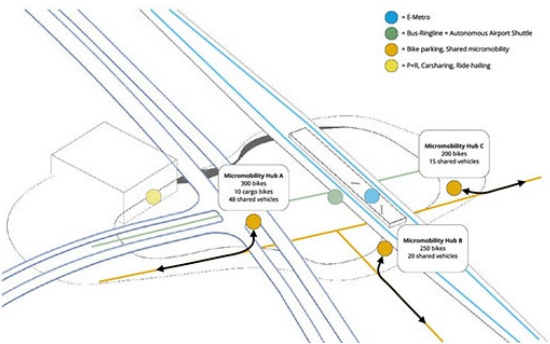 = E-Metro
= Bus-Ringline + Autonomous Airport Shuttle
= Bike parking, Shared micromobility
= P+R, Carsharing, Ride-hailing
Micromobility Hub C
200 bikes
15 shared vehicles
Micromobility Hub A
300 bikes
10 cargo bikes
48 shared vehicles
Micromobility Hub B
250 bikes
20 shared vehicles